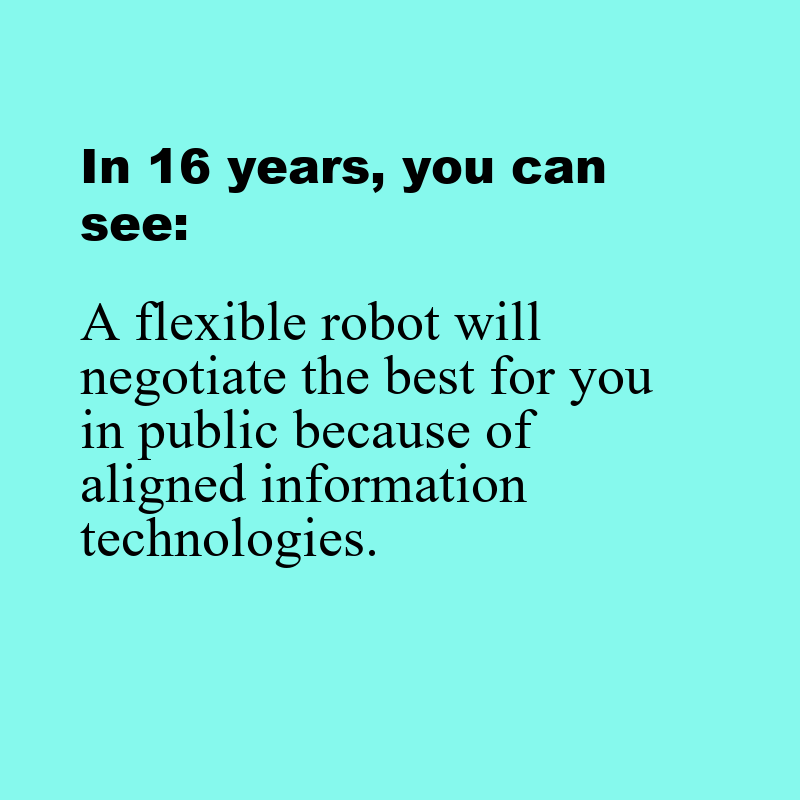 In 16 years, you can
see:
A flexible robot will
negotiate the best for you
in public because of
aligned information
technologies.